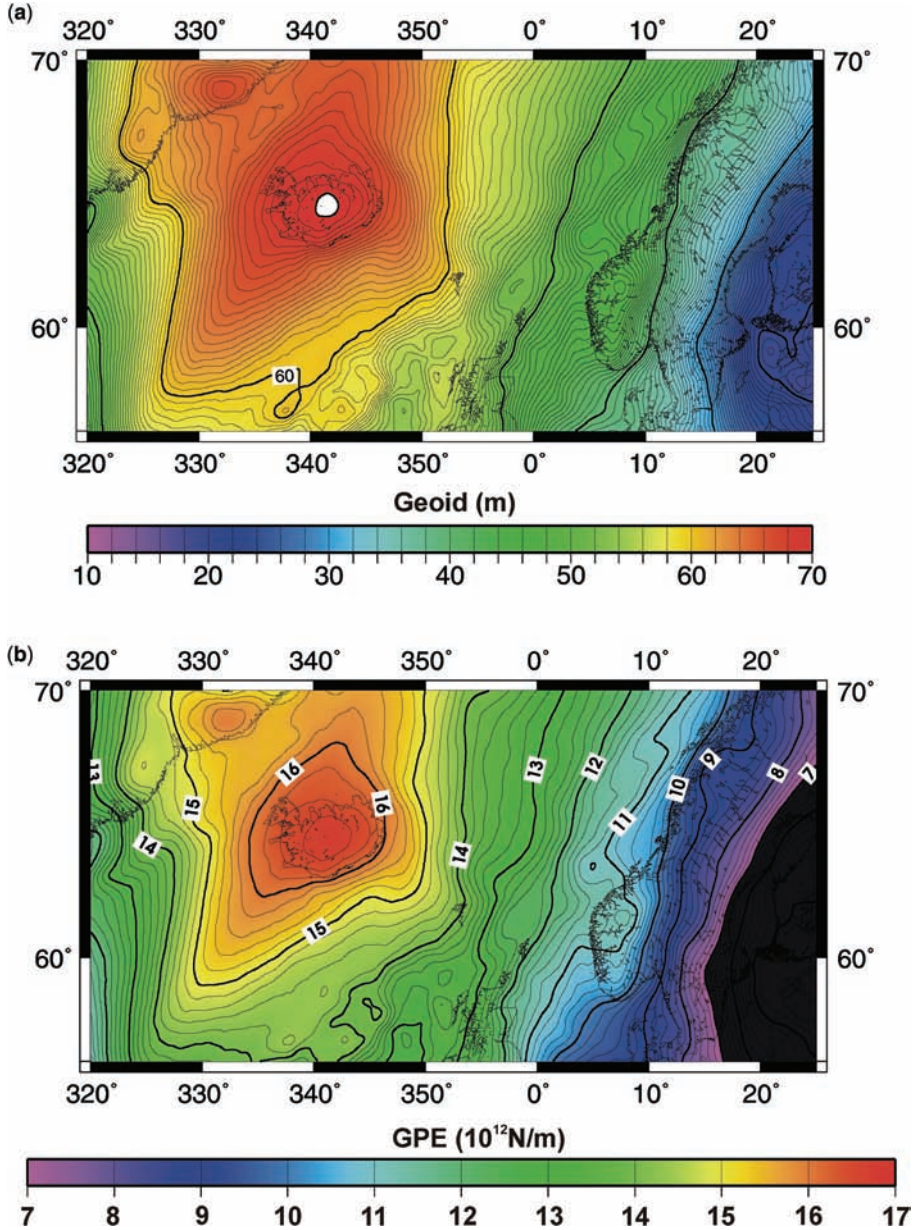 (a)
320˚ 330˚ 340˚ 350˚ 0˚ 10˚ 20˚
70˚ 70˚
60˚ 60˚
60
320˚ 330˚ 340˚ 350˚ 0˚ 10˚ 20˚
Geoid (m)
10 20 30 40 50 60 70
(b)
320˚ 330˚ 340˚ 350˚ 0˚ 10˚ 20˚
70˚ 70˚
13 15 14 16 16 15 14 13 12 11 10 9 8 7
60˚ 60˚
320˚ 330˚ 340˚ 350˚ 0˚ 10˚ 20˚
GPE (10¹²N/m)
7 8 9 10 11 12 13 14 15 16 17